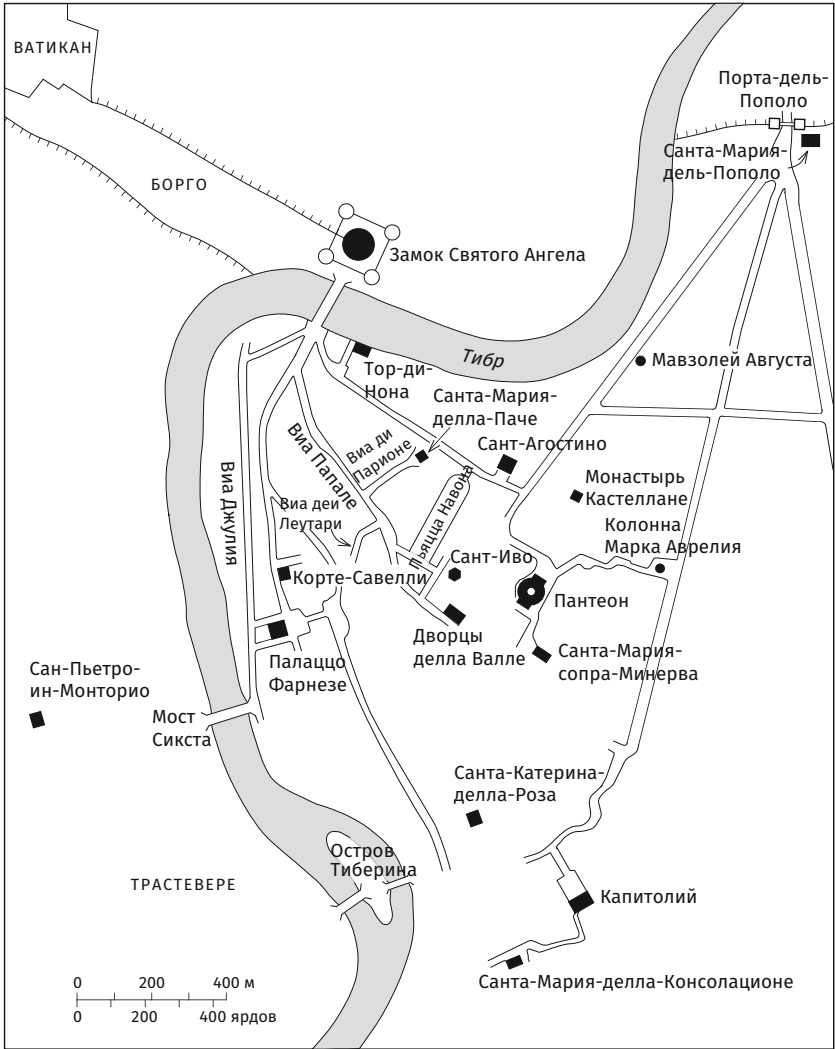 ВАТИКАН
Порта-дель-
Пополо
Санта-Мария-
дель-Пополо
БОРГО
Замок Святого Ангела
Тибр
Мавзолей Августа
Тор-ди-
Нона
Санта-Мария-
делла-Паче
Сант-Агостино
Виа ди
Парионе
Виа Папале
Виа Джулия
Пьяцца Навона
Монастырь
Кастеллане
Виа деи
Леутари
Колонна
Марка Аврелия
Сант-Иво
Корте-Савелли
Пантеон
Дворцы
делла Валле
Санта-Мария-
сопра-Минерва
Палаццо
Фарнезе
Сан-Пьетро-
ин-Монторио
Мост
Сикста
Санта-Катерина-
делла-Роза
Остров
Тиберина
ТРАСТЕВЕРЕ
Капитолий
Санта-Мария-делла-Консолационе
0 200 400 м
0 200 400 ярдов